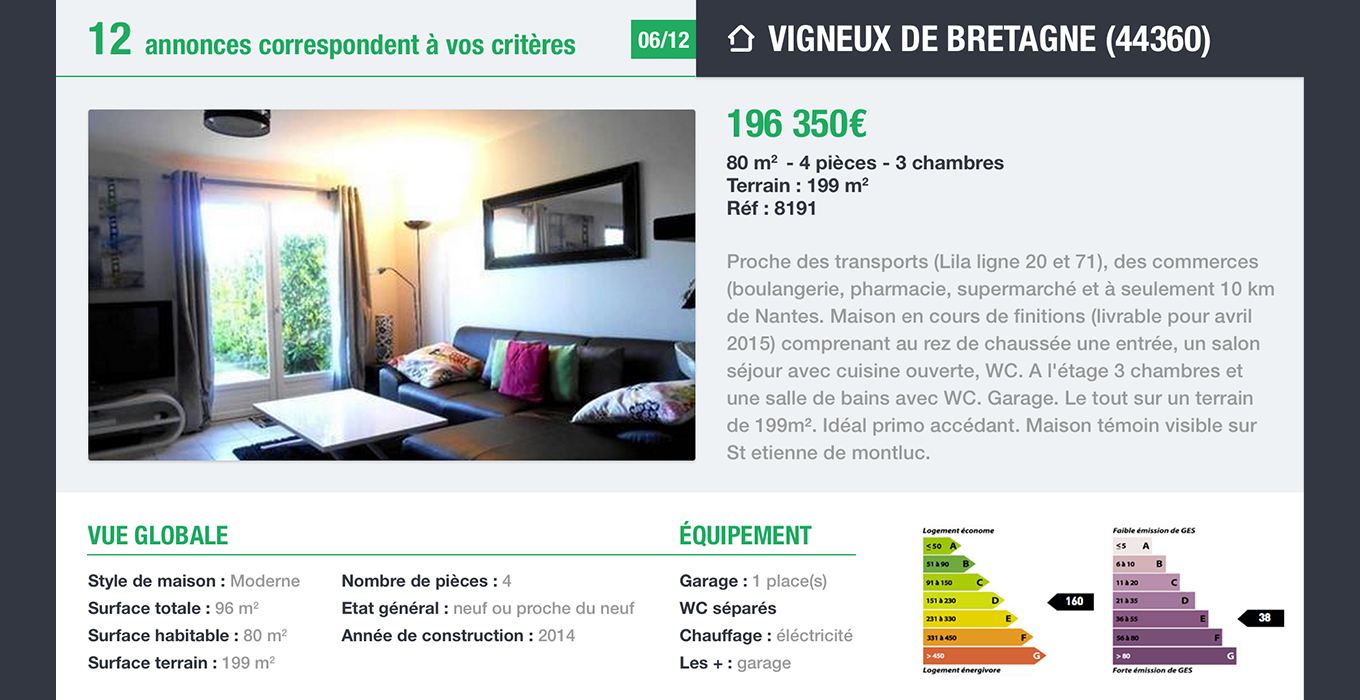 12 annonces correspondent à vos critères
06/12
VIGNEUX DE BRETAGNE (44360)
196 350€
80 m² - 4 pièces - 3 chambres
Terrain : 199 m²
Réf : 8191
Proche des transports (Lila ligne 20 et 71), des commerces
(boulangerie, pharmacie, supermarché et à seulement 10 km
de Nantes. Maison en cours de finitions (livrable pour avril
2015) comprenant au rez de chaussée une entrée, un salon
séjour avec cuisine ouverte, WC. A l'étage 3 chambres et
une salle de bains avec WC. Garage. Le tout sur un terrain
de 199m². Idéal primo accédant. Maison témoin visible sur
St etienne de montluc.
VUE GLOBALE
Style de maison : Moderne
Surface totale : 96 m²
Surface habitable : 80 m²
Surface terrain : 199 m²
Nombre de pièces : 4
Etat général : neuf ou proche du neuf
Année de construction : 2014
ÉQUIPEMENT
Garage : 1 place(s)
WC séparés
Chauffage : éléctricité
Les + : garage
Logement économe
≤50 A
51 à 90 B
91 à 150 C
151 à 230 D
231 à 330 E
331 à 450 F
> 450 G
Logement énergivore
160
Faible émission de GES
≤5 A
6 à 10 B
11 à 20 C
21 à 35 D
36 à 55 E
56 à 80 F
> 80 G
Forte émission de GES
38